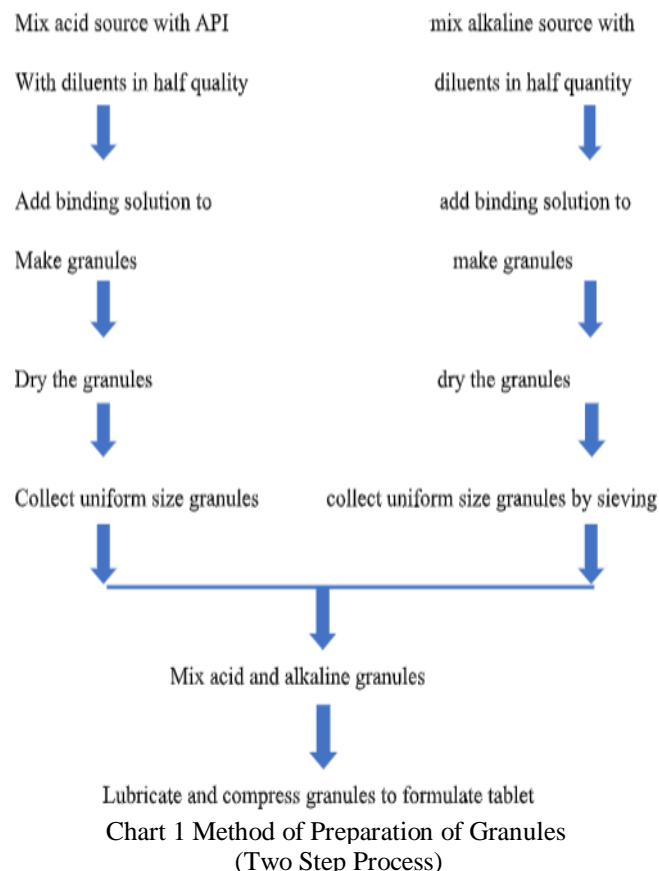 Mix acid source with API
With diluents in half quality
Add binding solution to
Make granules
Dry the granules
Collect uniform size granules
mix alkaline source with
diluents in half quantity
add binding solution to
make granules
dry the granules
collect uniform size granules by sieving
Mix acid and alkaline granules
Lubricate and compress granules to formulate tablet
Chart 1 Method of Preparation of Granules
(Two Step Process)